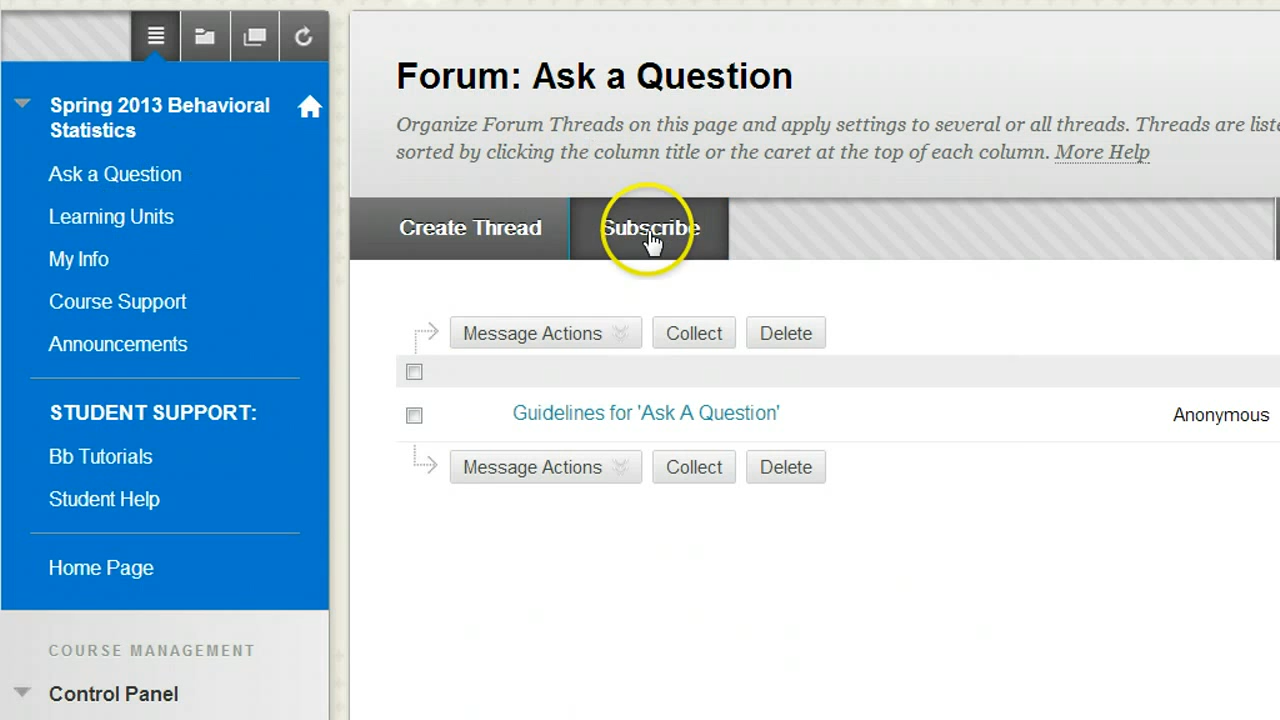 Spring 2013 Behavioral
Statistics
Ask a Question
Learning Units
My Info
Course Support
Announcements
STUDENT SUPPORT:
Bb Tutorials
Student Help
Home Page
COURSE MANAGEMENT
Control Panel
Forum: Ask a Question
Organize Forum Threads on this page and apply settings to several or all threads. Threads are liste
sorted by clicking the column title or the caret at the top of each column. More Help
Create Thread Subscribe
Message Actions Collect Delete
Guidelines for 'Ask A Question' Anonymous
Message Actions Collect Delete